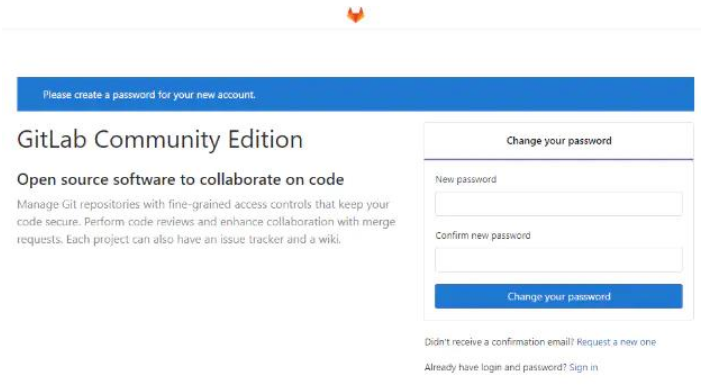 Please create a password for your new account.
GitLab Community Edition
Open source software to collaborate on code
Manage Git repositories with fine-grained access controls that keep your
code secure. Perform code reviews and enhance collaboration with merge
requests. Each project can also have an issue tracker and a wiki.
Change your password
New password
Confirm new password
Change your password
Didn't receive a confirmation email? Request a new one
Already have login and password? Sign in